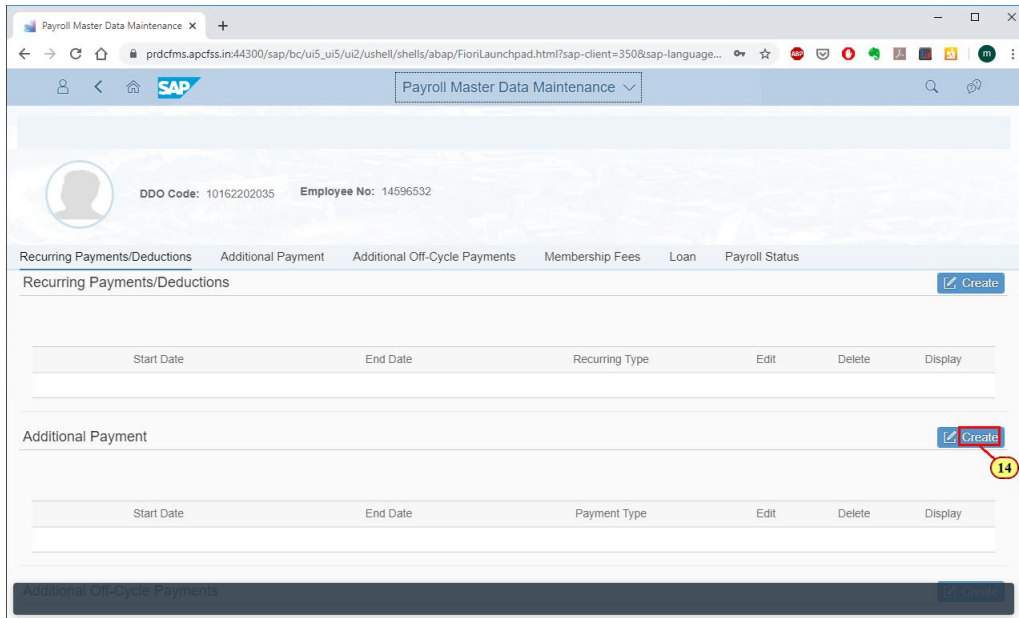 Payroll Master Data Maintenance
prdcfms.apcfss.in:44300/sap/bc/ui5_ui5/ui2/ushell/shells/abap/FioriLaunchpad.html?sap-client=350&sap-language...
ABP
m
SAP
Payroll Master Data Maintenance
DDO Code: 10162202035 Employee No: 14596532
Recurring Payments/Deductions Additional Payment Additional Off-Cycle Payments Membership Fees Loan Payroll Status
Recurring Payments/Deductions Create
Start Date End Date Recurring Type Edit Delete Display
Additional Payment Create
14
Start Date End Date Payment Type Edit Delete Display
Additional Off-Cycle Payments Create